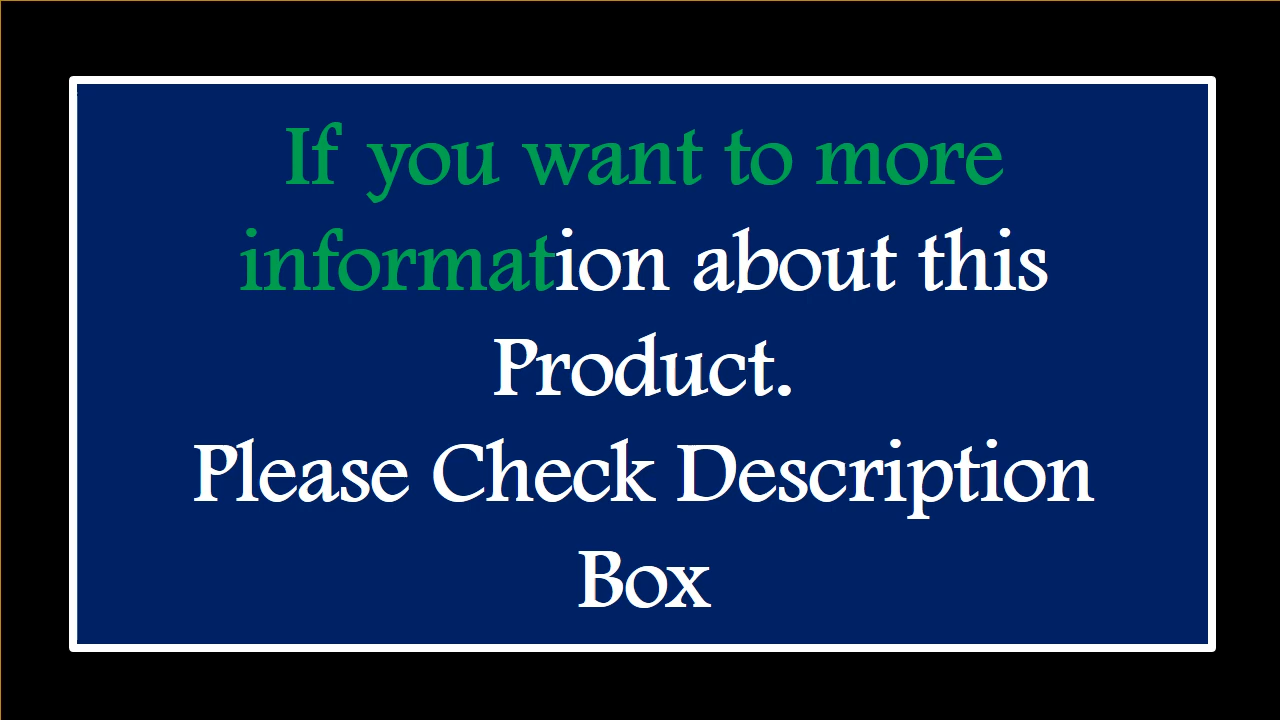 If you want to more
information about this
Product.
Please Check Description
Box